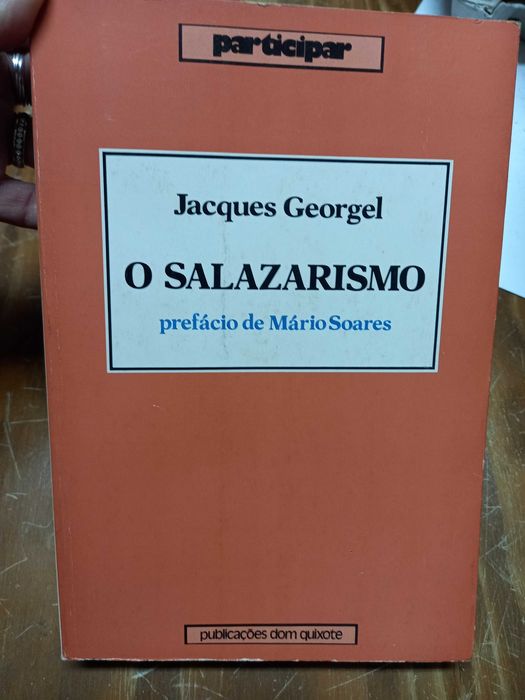 participar
Jacques Georgel
O SALAZARISMO
prefácio de Mário Soares
publicações dom quixote